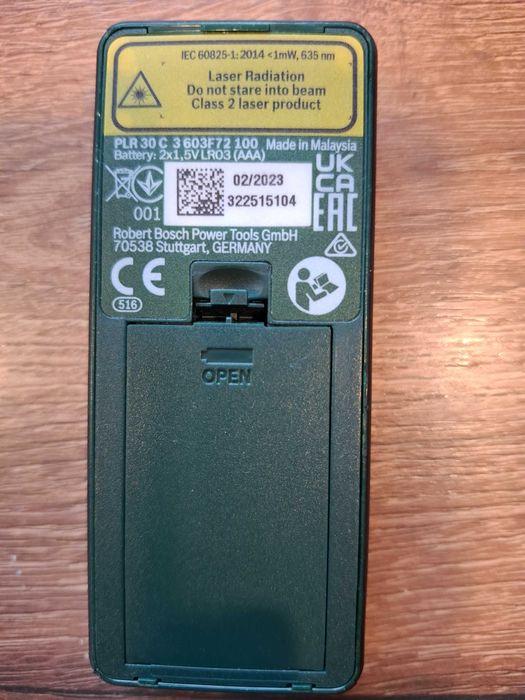 IEC 60825-1: 2014 <1mW, 635 nm
Laser Radiation
Do not stare into beam
Class 2 laser product
PLR 30 C 3 603F72 100 Made in Malaysia
Battery: 2x1,5V LR03 (AAA)
UK
CA
02/2023
001
322515104
EAC
Robert Bosch Power Tools GmbH
70538 Stuttgart, GERMANY
CE
516
OPEN